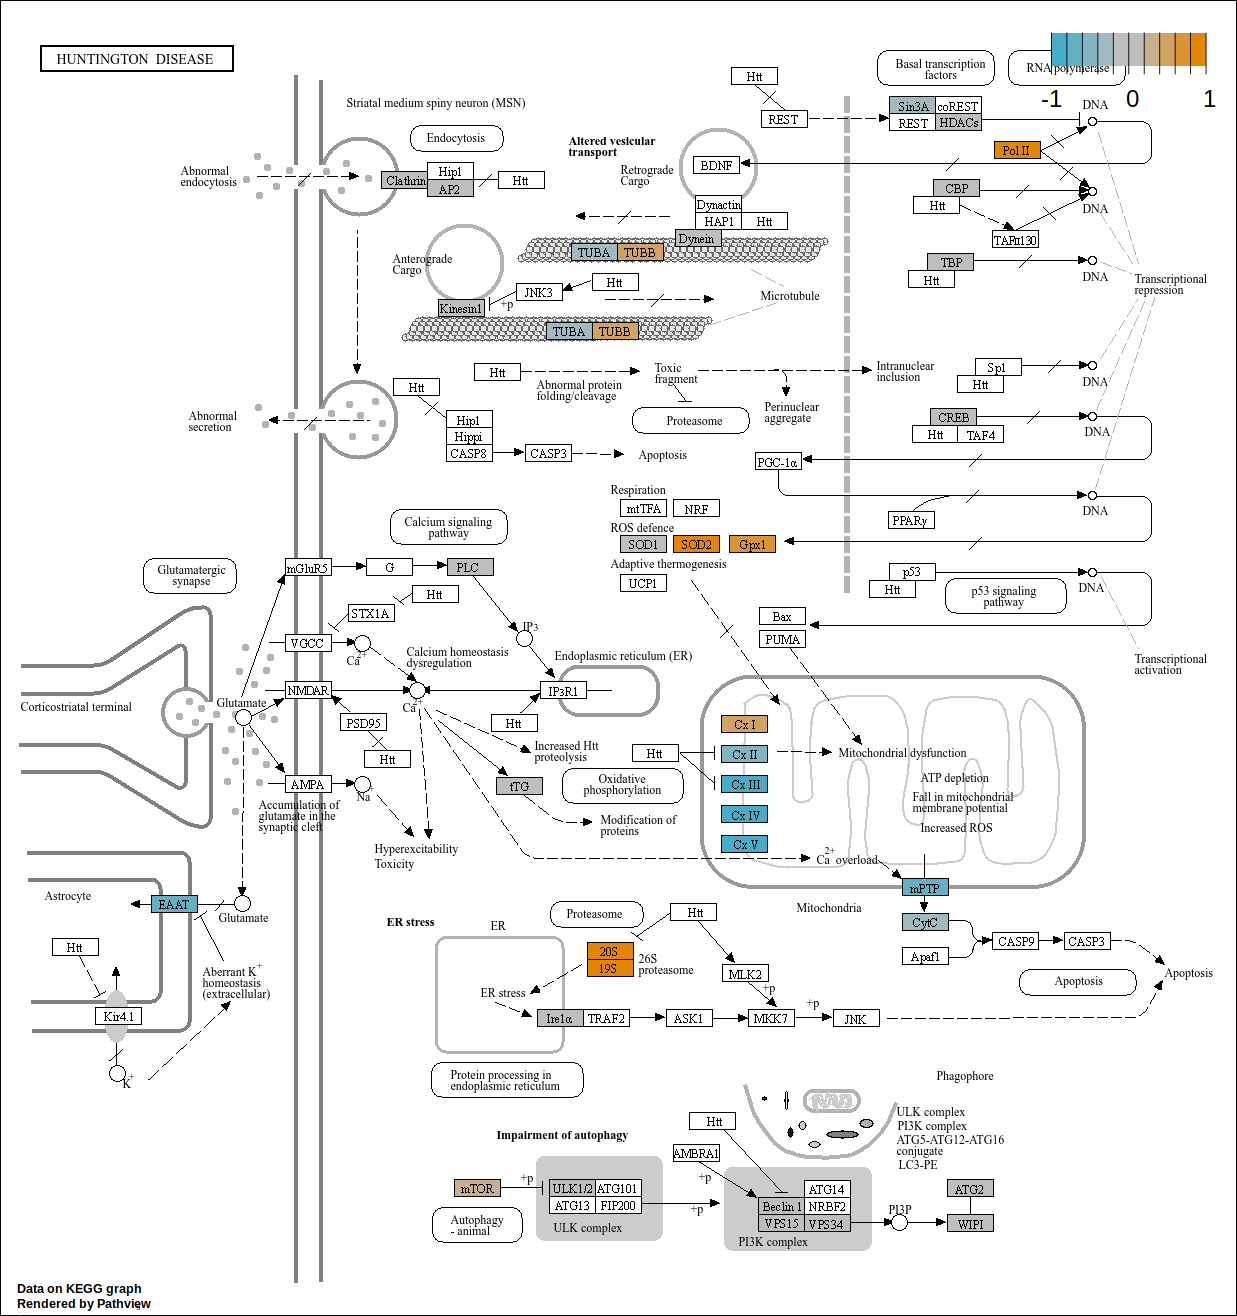 HUNTINGTON DISEASE
Striatal medium spiny neuron (MSN)
Endocytosis
Abnormal
endocytosis
Clathrin
Hip1
AP2
Htt
Altered vesicular
transport
Retrograde
Cargo
BDNF
Dynactin
HAP1
Htt
Dynein
TUBA
TUBB
Anterograde
Cargo
Kinesin1
+p
JNK3
Htt
Microtubule
TUBA
TUBB
Htt
REST
Basal transcription
factors
RNA polymerase
-1
0
1
Sin3A
coREST
REST
HDACs
DNA
Pol II
CBP
Htt
DNA
TAFII130
TBP
Htt
DNA
Transcriptional
repression
Htt
Abnormal protein
folding/cleavage
Toxic
fragment
Proteasome
Perinuclear
aggregate
Intranuclear
inclusion
Sp1
Htt
DNA
CREB
Htt
TAF4
DNA
Abnormal
secretion
Htt
Hip1
Hippi
CASP8
CASP3
Apoptosis
PGC-1α
PPARγ
DNA
Respiration
mtTFA
NRF
ROS defence
SOD1
SOD2
Gpx1
Adaptive thermogenesis
UCP1
p53
Htt
DNA
p53 signaling
pathway
Bax
PUMA
Transcriptional
activation
Calcium signaling
pathway
Glutamatergic
synapse
mGluR5
G
PLC
Htt
STX1A
VGCC
Ca2+
IP3
Calcium homeostasis
dysregulation
Endoplasmic reticulum (ER)
NMDAR
Ca2+
IP3R1
Htt
Glutamate
Corticostriatal terminal
PSD95
Htt
Increased Htt
proteolysis
AMPA
Na+
tTG
Oxidative
phosphorylation
Modification of
proteins
Accumulation of
glutamate in the
synaptic cleft
Hyperexcitability
Toxicity
Htt
Cx I
Cx II
Cx III
Cx IV
Cx V
Mitochondrial dysfunction
ATP depletion
Fall in mitochondrial
membrane potential
Increased ROS
Ca2+ overload
mPTP
Mitochondria
CytC
Apaf1
CASP9
CASP3
Apoptosis
Apoptosis
Astrocyte
EAAT
Glutamate
Htt
Aberrant K+
homeostasis
(extracellular)
Kir4.1
K+
ER stress
ER
Proteasome
Htt
20S
19S
26S
proteasome
MLK2
+p
ER stress
Ire1α
TRAF2
ASK1
MKK7
+p
JNK
Protein processing in
endoplasmic reticulum
Phagophore
ULK complex
PI3K complex
ATG5-ATG12-ATG16
conjugate
LC3-PE
Impairment of autophagy
Htt
AMBRA1
+p
mTOR
+p
ULK1/2
ATG101
ATG13
FIP200
ULK complex
+p
ATG14
Beclin 1
NRBF2
VPS15
VPS34
PI3K complex
PI3P
ATG2
WIPI
Autophagy
- animal
Data on KEGG graph
Rendered by Pathview